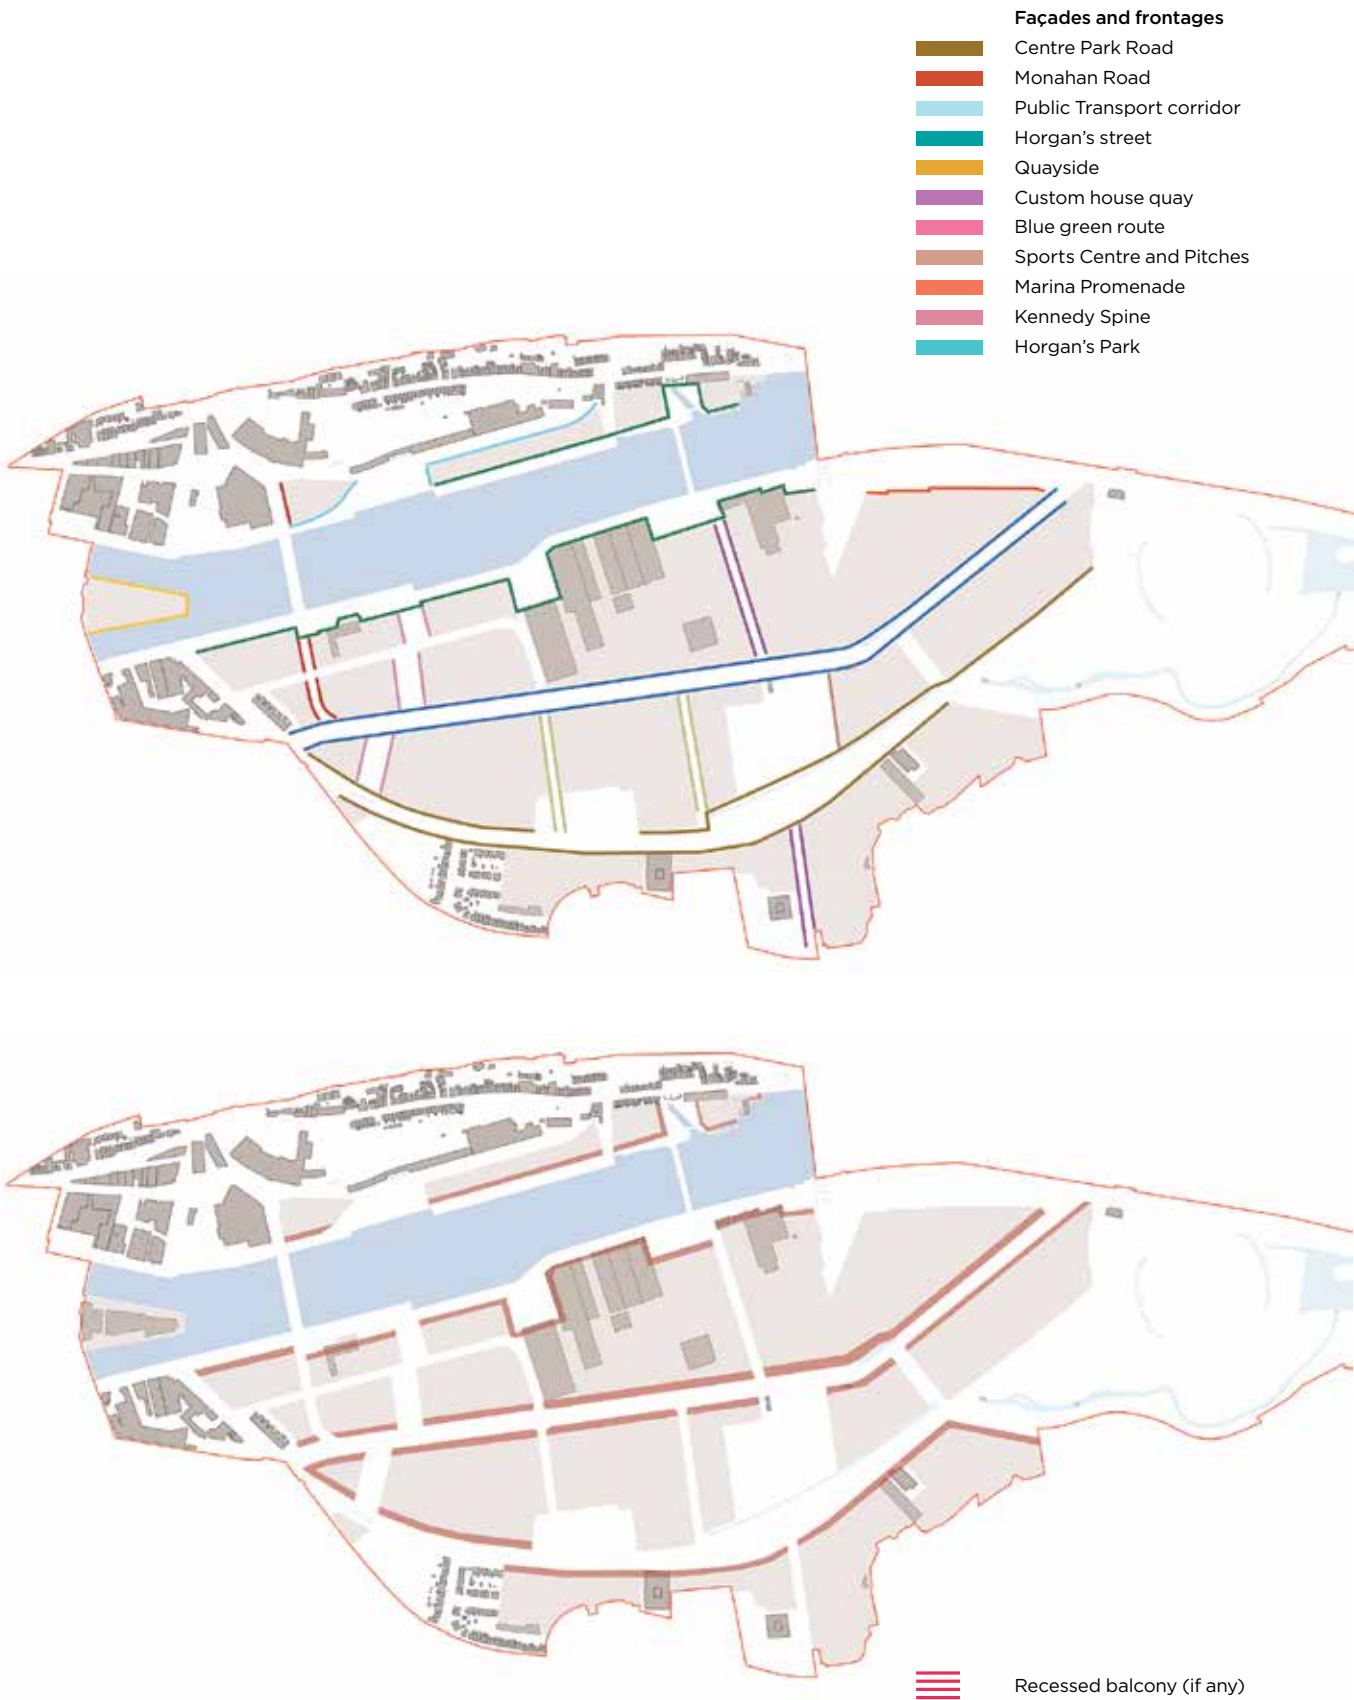 Façades and frontages
Centre Park Road
Monahan Road
Public Transport corridor
Horgan’s street
Quayside
Custom house quay
Blue green route
Sports Centre and Pitches
Marina Promenade
Kennedy Spine
Horgan’s Park
Recessed balcony (if any)